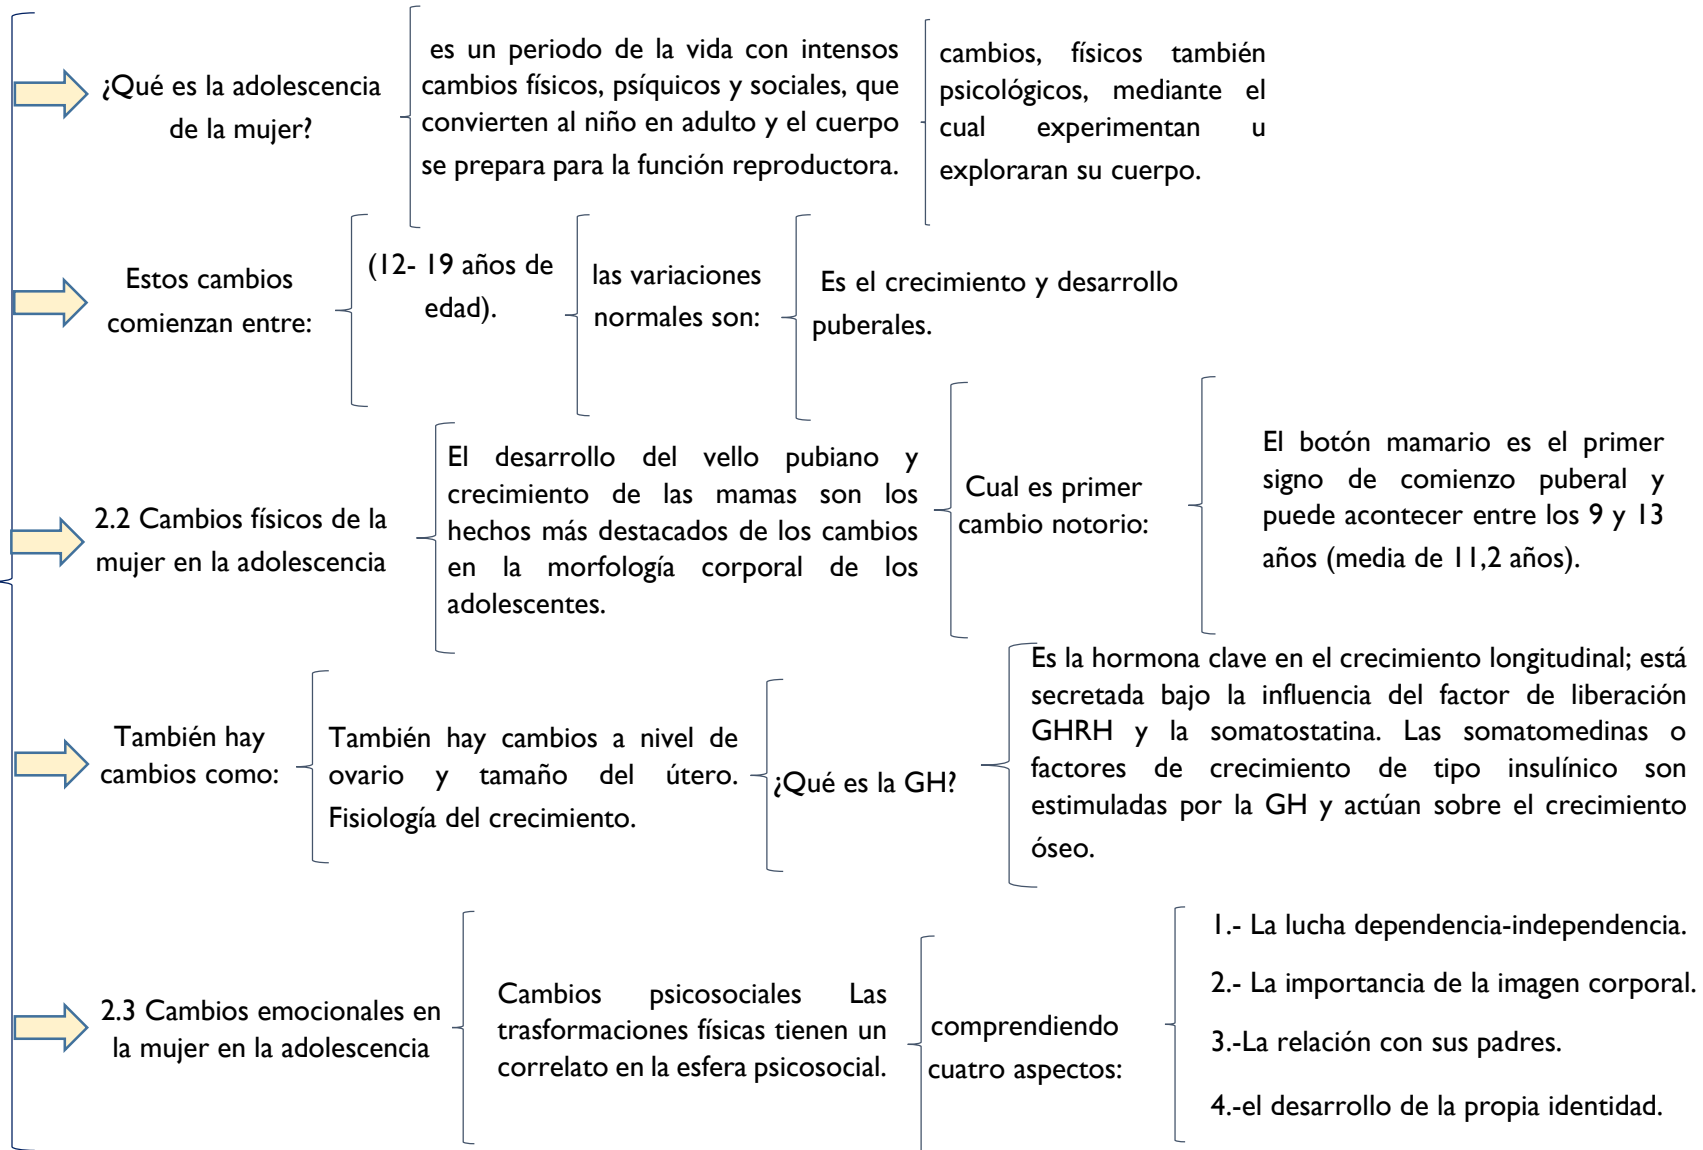 ¿Qué es la adolescencia
de la mujer?
es un periodo de la vida con intensos
cambios físicos, psíquicos y sociales, que
convierten al niño en adulto y el cuerpo
se prepara para la función reproductora.
cambios, físicos también
psicológicos, mediante el
cual experimentan u
exploraran su cuerpo.
Estos cambios
comienzan entre:
(12- 19 años de
edad).
las variaciones
normales son:
Es el crecimiento y desarrollo
puberales.
2.2 Cambios físicos de la
mujer en la adolescencia
El desarrollo del vello pubiano y
crecimiento de las mamas son los
hechos más destacados de los cambios
en la morfología corporal de los
adolescentes.
Cual es primer
cambio notorio:
El botón mamario es el primer
signo de comienzo puberal y
puede acontecer entre los 9 y 13
años (media de 11,2 años).
También hay
cambios como:
También hay cambios a nivel de
ovario y tamaño del útero.
Fisiología del crecimiento.
¿Qué es la GH?
Es la hormona clave en el crecimiento longitudinal; está
secretada bajo la influencia del factor de liberación
GHRH y la somatostatina. Las somatomedinas o
factores de crecimiento de tipo insulínico son
estimuladas por la GH y actúan sobre el crecimiento
óseo.
2.3 Cambios emocionales en
la mujer en la adolescencia
Cambios psicosociales Las
trasformaciones físicas tienen un
correlato en la esfera psicosocial.
comprendiendo
cuatro aspectos:
1.- La lucha dependencia-independencia.
2.- La importancia de la imagen corporal.
3.-La relación con sus padres.
4.-el desarrollo de la propia identidad.